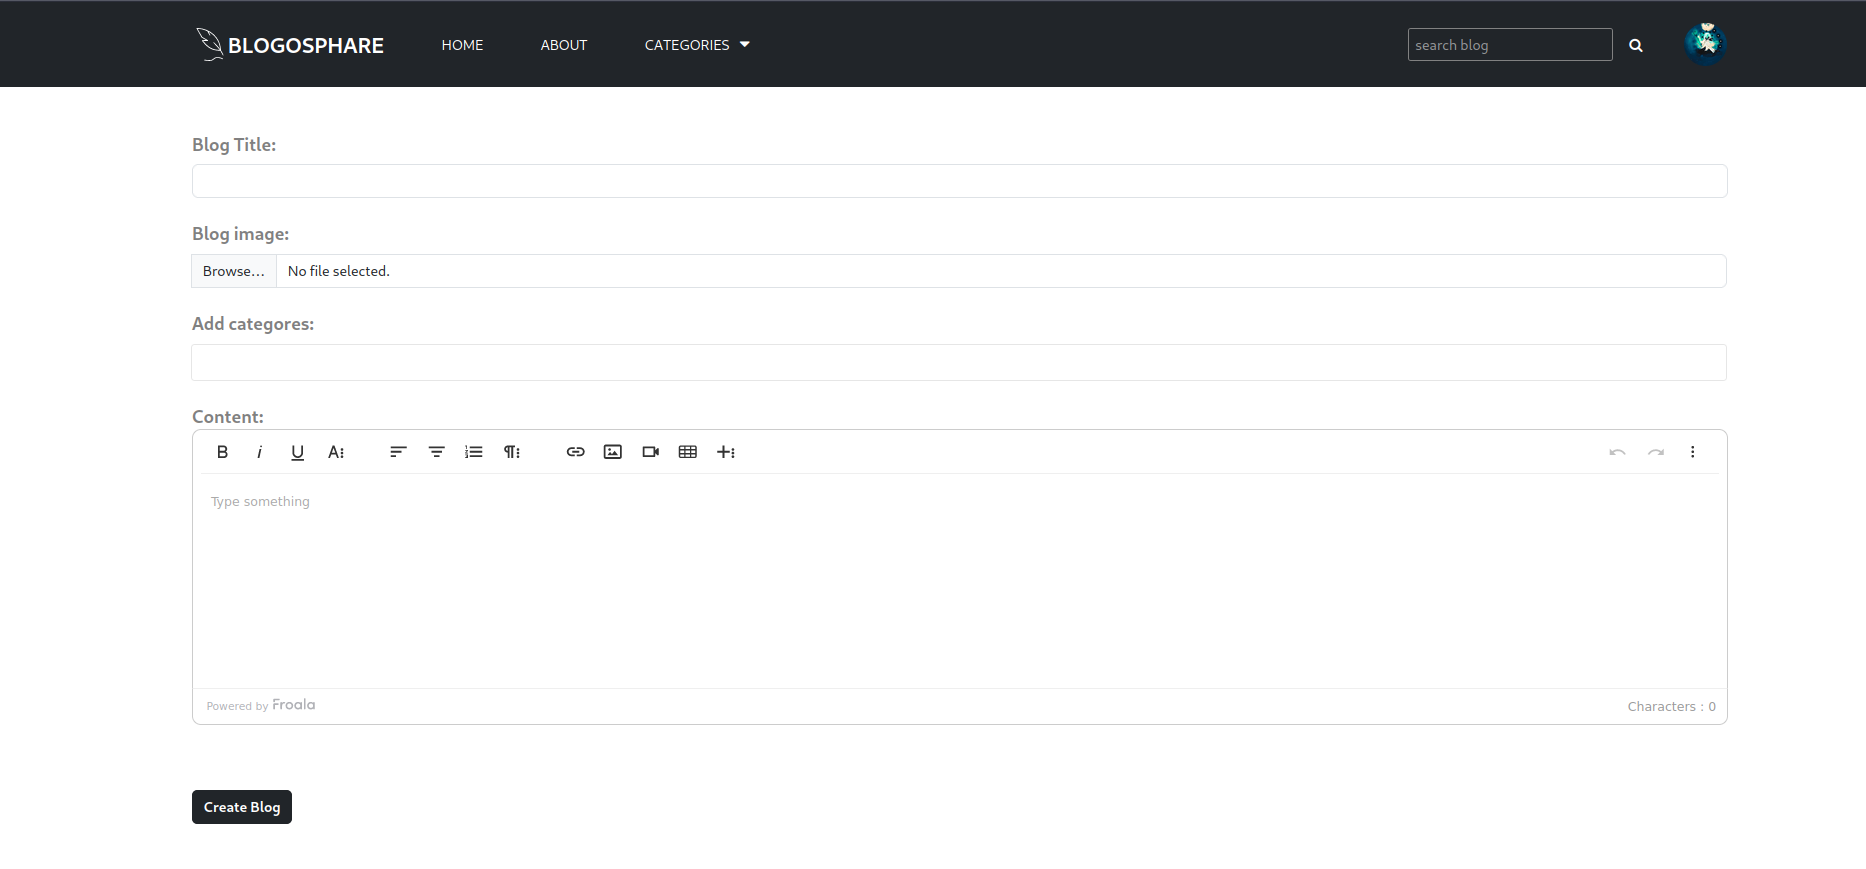 BLOGOSPHARE HOME ABOUT CATEGORIES search blog
Blog Title:
Blog image:
Browse... No file selected.
Add categores:
Content:
B i U A
Type something
Powered by Froala Characters : 0
Create Blog